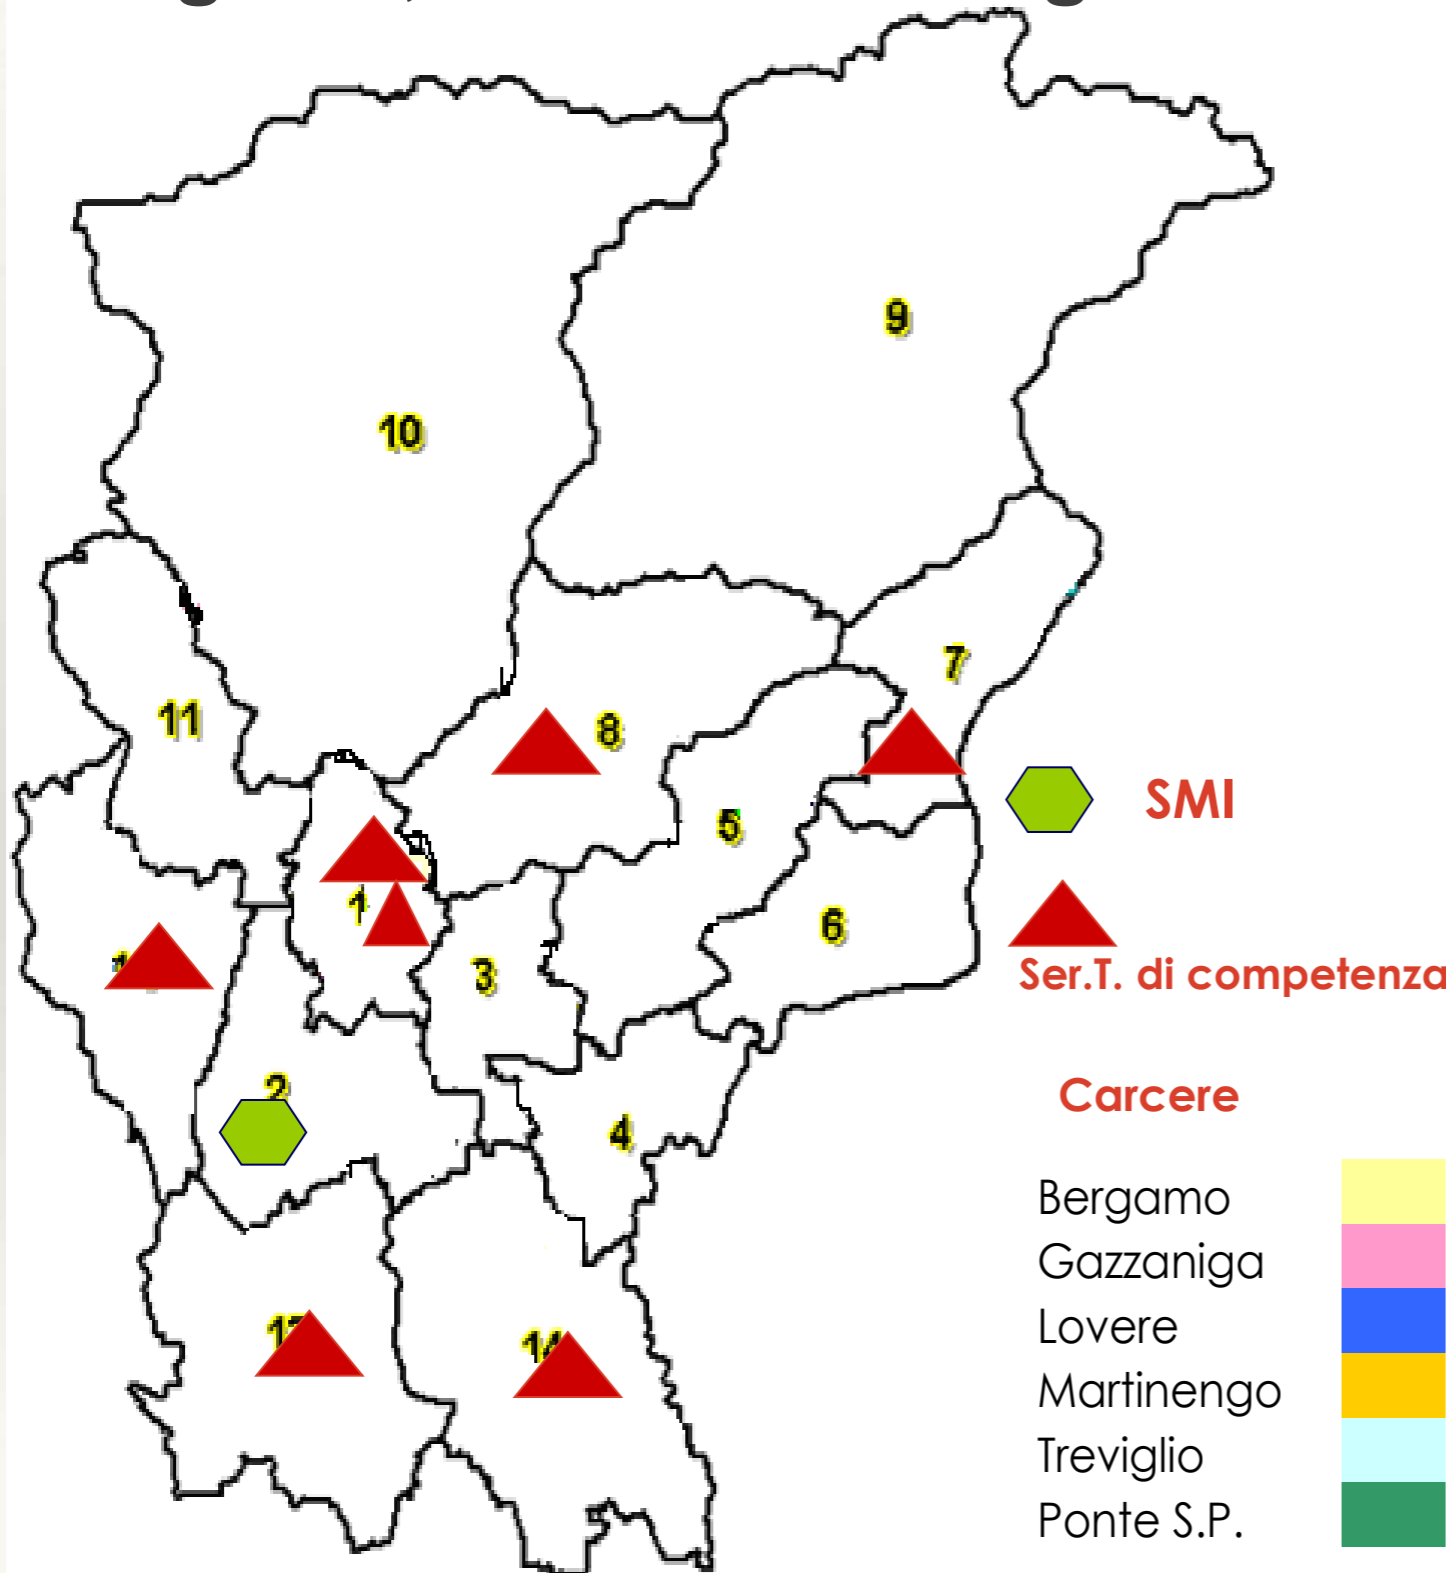 9
10
7
11
8
5
SMI
1
6
3
Ser.T. di competenza
2
Carcere
4
Bergamo
Gazzaniga
Lovere
14
Martinengo
Treviglio
Ponte S.P.